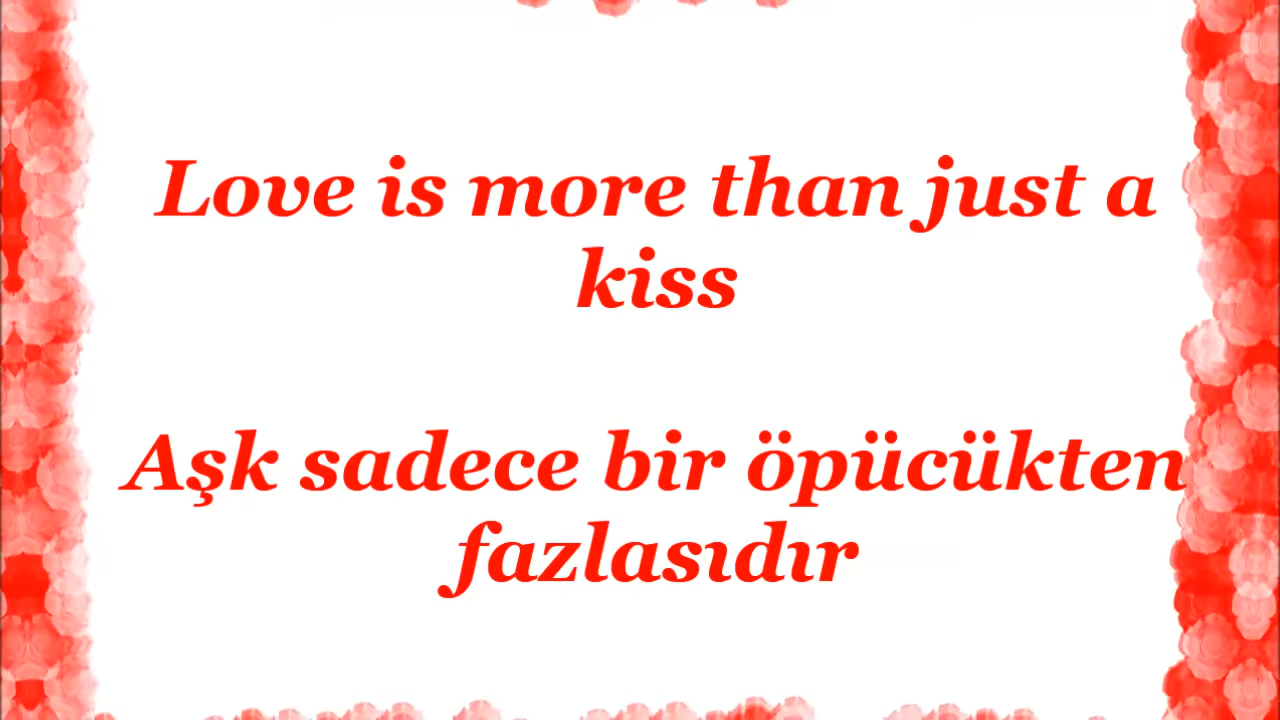 Love is more than just a
kiss
Aşk sadece bir öpücükten
fazlasıdır